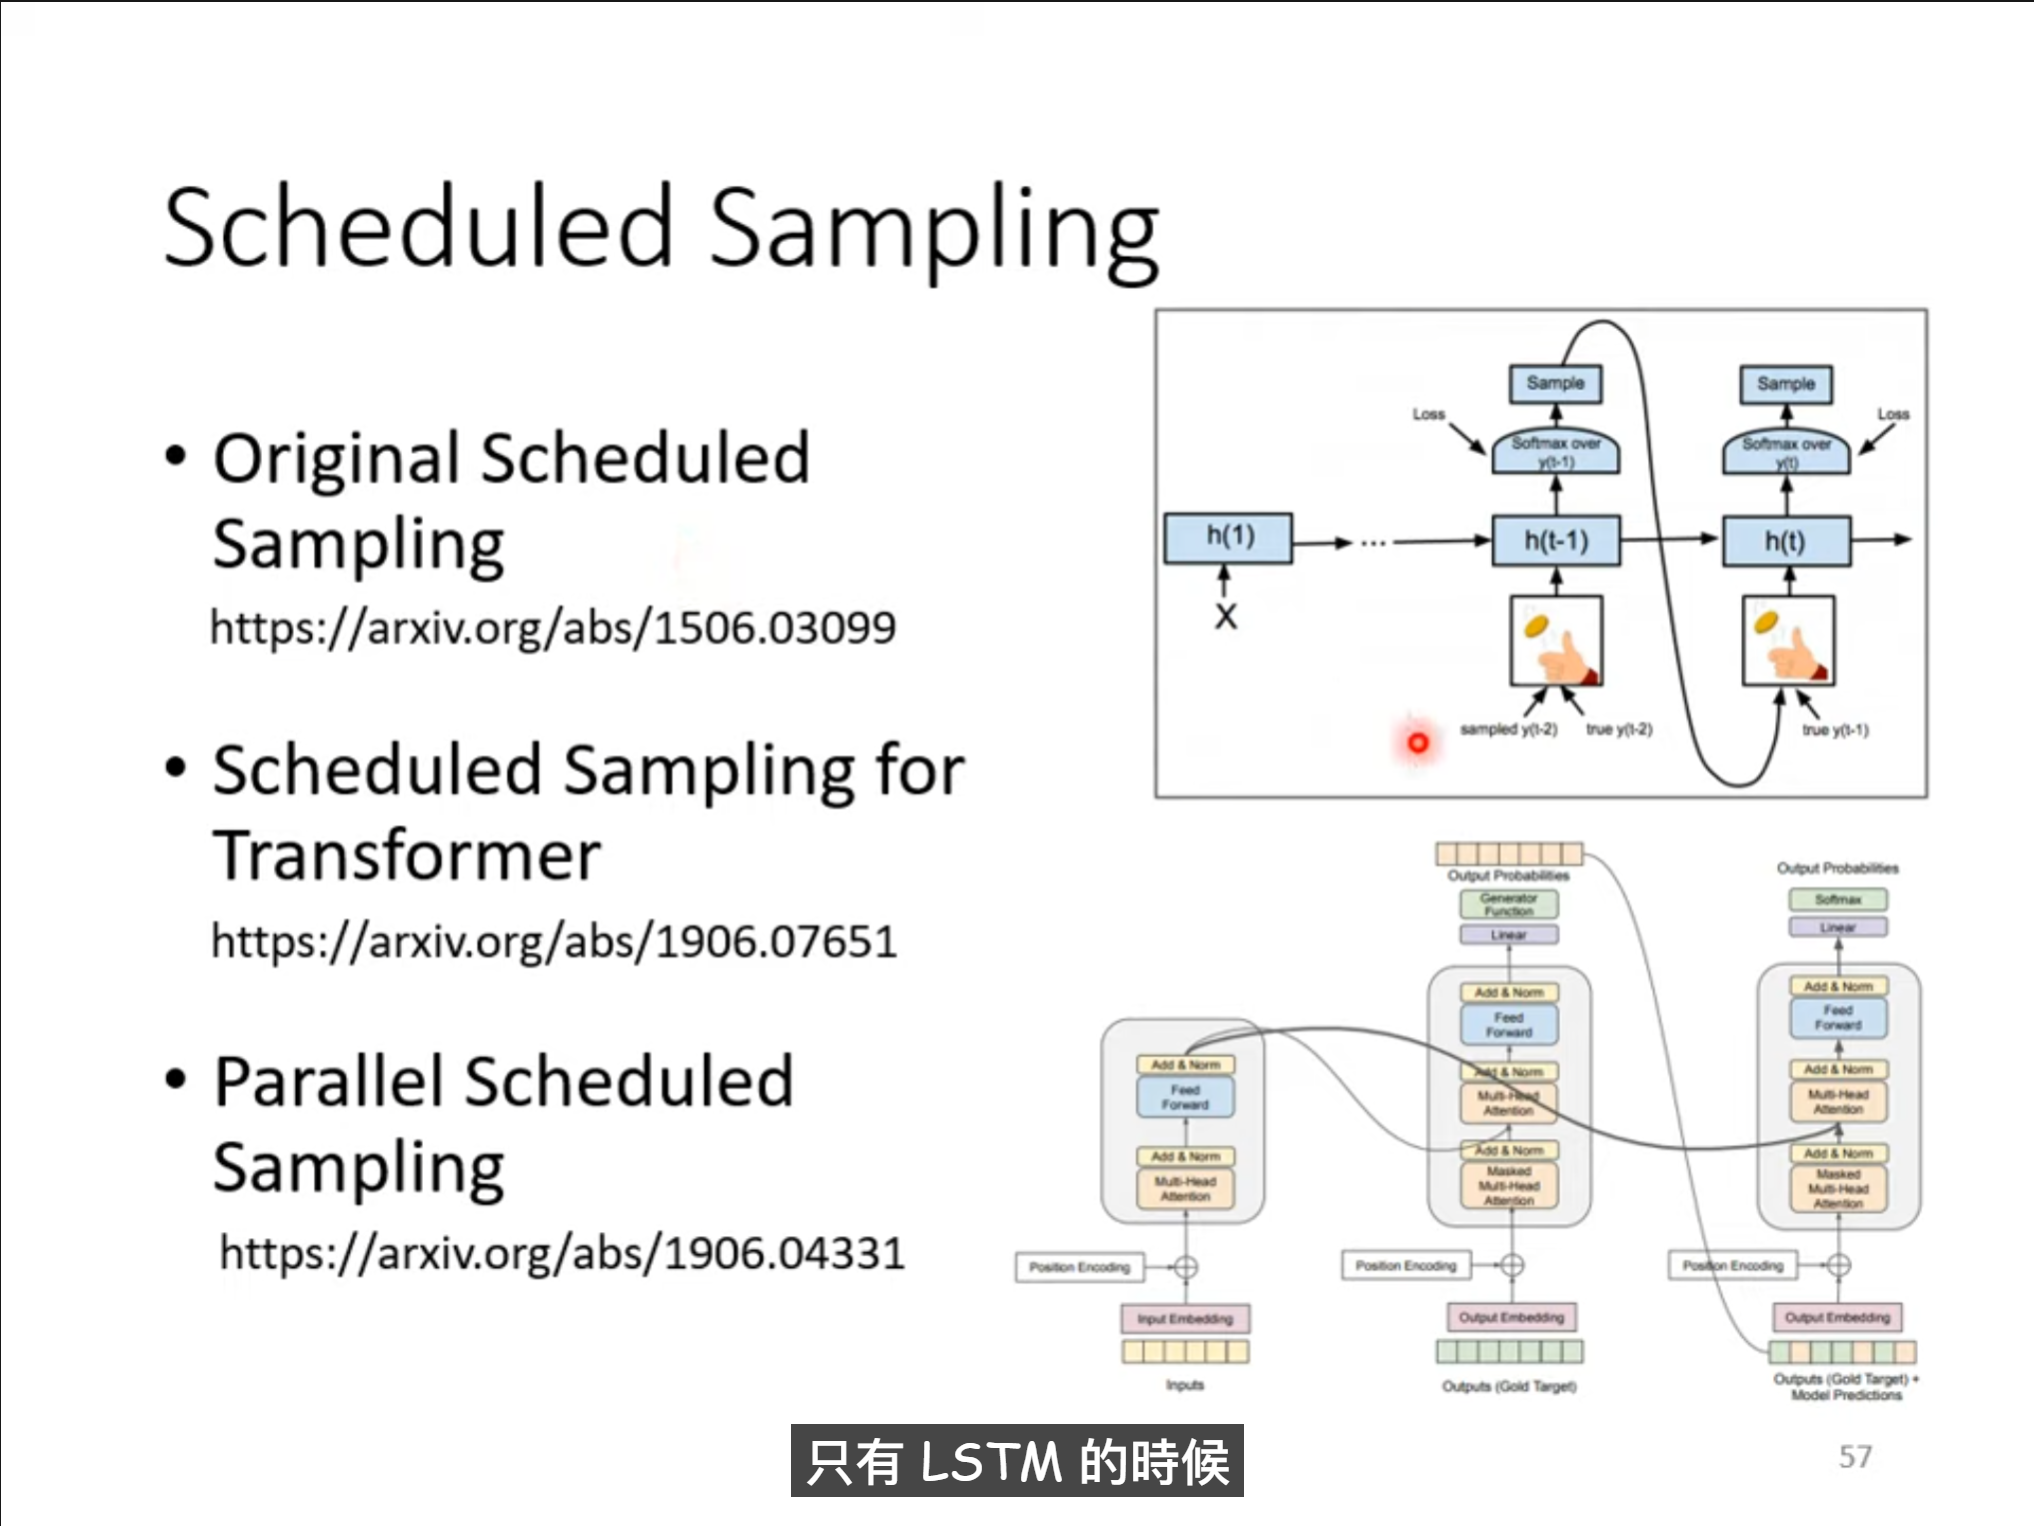 Scheduled Sampling
• Original Scheduled
Sampling
https://arxiv.org/abs/1506.03099
• Scheduled Sampling for
Transformer
https://arxiv.org/abs/1906.07651
• Parallel Scheduled
Sampling
https://arxiv.org/abs/1906.04331
Sample
Sample
Loss
Loss
Softmax over
y(t-1)
Softmax over
y(t)
h(1)
...
h(t-1)
h(t)
X
sampled y(t-2)
true y(t-2)
true y(t-1)
Output Probabilities
Generator
Function
Linear
Add & Norm
Feed
Forward
Add & Norm
Multi-Head
Attention
Add & Norm
Masked
Multi-Head
Attention
Position Encoding
Output Embedding
Outputs (Gold Target)
Output Probabilities
Softmax
Linear
Add & Norm
Feed
Forward
Add & Norm
Multi-Head
Attention
Add & Norm
Masked
Multi-Head
Attention
Position Encoding
Output Embedding
Outputs (Gold Target) +
Model Predictions
Add & Norm
Feed
Forward
Add & Norm
Multi-Head
Attention
Position Encoding
Input Embedding
Inputs
只有 LSTM 的時候
57